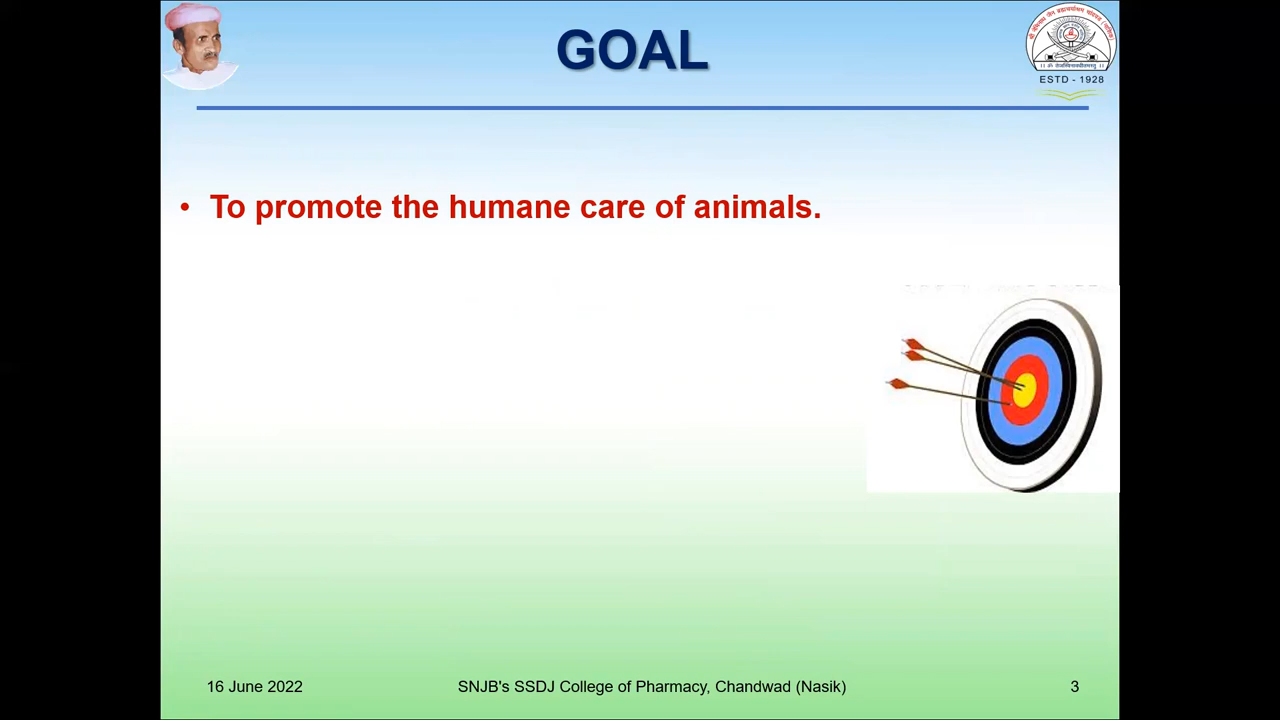 GOAL
ESTD - 1928
• To promote the humane care of animals.
16 June 2022
SNJB's SSDJ College of Pharmacy, Chandwad (Nasik)
3